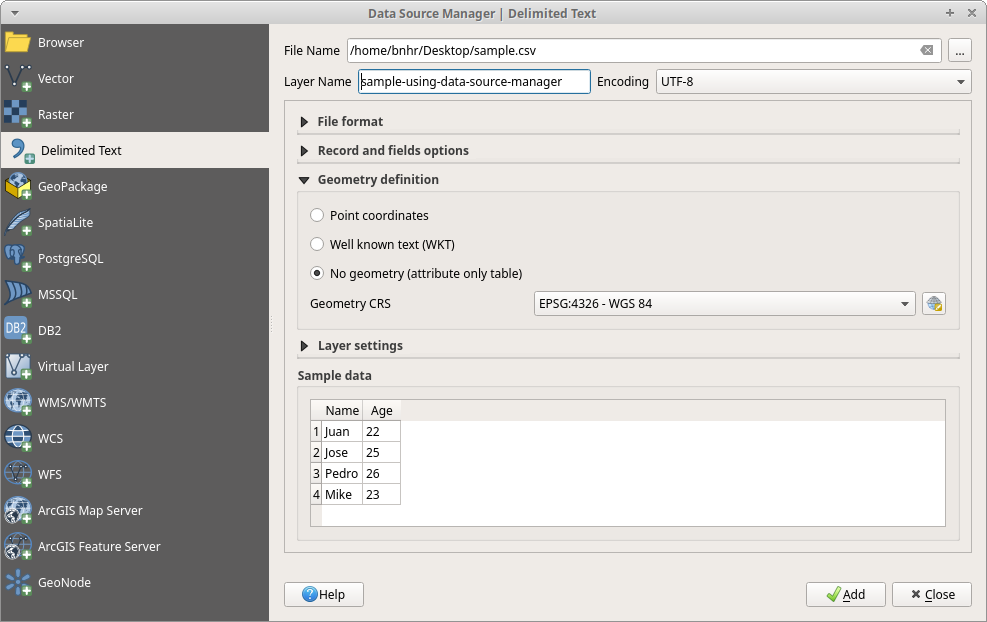 Data Source Manager | Delimited Text
Browser
Vector
Raster
Delimited Text
GeoPackage
SpatiaLite
PostgreSQL
MSSQL
DB2 DB2
Virtual Layer
WMS/WMTS
WCS
WFS
ArcGIS Map Server
ArcGIS Feature Server
GeoNode
File Name /home/bnhr/Desktop/sample.csv ...
Layer Name sample-using-data-source-manager Encoding UTF-8
File format
Record and fields options
Geometry definition
Point coordinates
Well known text (WKT)
No geometry (attribute only table)
Geometry CRS EPSG:4326 - WGS 84
Layer settings
Sample data
Name Age
1 Juan 22
2 Jose 25
3 Pedro 26
4 Mike 23
Help Add Close